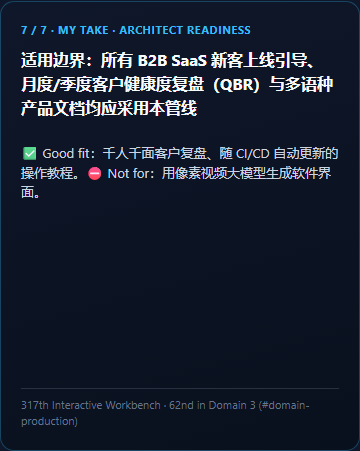 7 / 7 · MY TAKE · ARCHITECT READINESS
适用边界：所有 B2B SaaS 新客上线引导、
月度/季度客户健康度复盘（QBR）与多语种
产品文档均应采用本管线
✅ Good fit：千人千面客户复盘、随 CI/CD 自动更新的
操作教程。⛔ Not for：用像素视频大模型生成软件界
面。
317th Interactive Workbench · 62nd in Domain 3 (#domain-
production)